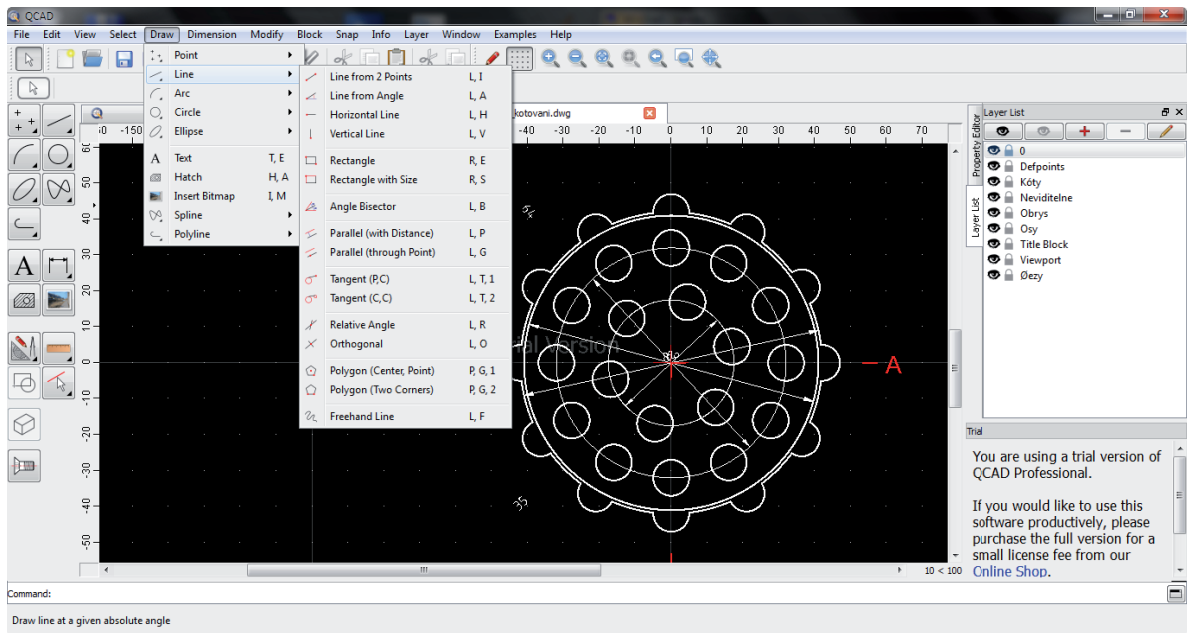 QCAD
File Edit View Select Draw Dimension Modify Block Snap Info Layer Window Examples Help
Point
Line
Arc
Circle
Ellipse
Text T, E
Hatch H, A
Insert Bitmap I, M
Spline
Polyline
Line from 2 Points L, I
Line from Angle L, A
Horizontal Line L, H
Vertical Line L, V
Rectangle R, E
Rectangle with Size R, S
Angle Bisector L, B
Parallel (with Distance) L, P
Parallel (through Point) L, G
Tangent (P,C) L, T, 1
Tangent (C,C) L, T, 2
Relative Angle L, R
Orthogonal L, O
Polygon (Center, Point) P, G, 1
Polygon (Two Corners) P, G, 2
Freehand Line L, F
_kotovani.dwg
-150
-40 -30 -20 -10 0 10 20 30 40 50 60 70
60
50
40
30
20
10
0
-10
-20
-30
-40
-50
A
54
35
ial Version
A
10 < 100
Property Editor
Layer List
Layer List
0
Defpoints
Kóty
Neviditelne
Obrys
Osy
Title Block
Viewport
Øezy
Trial
You are using a trial version of
QCAD Professional.
If you would like to use this
software productively, please
purchase the full version for a
small license fee from our
Online Shop.
Command:
Draw line at a given absolute angle